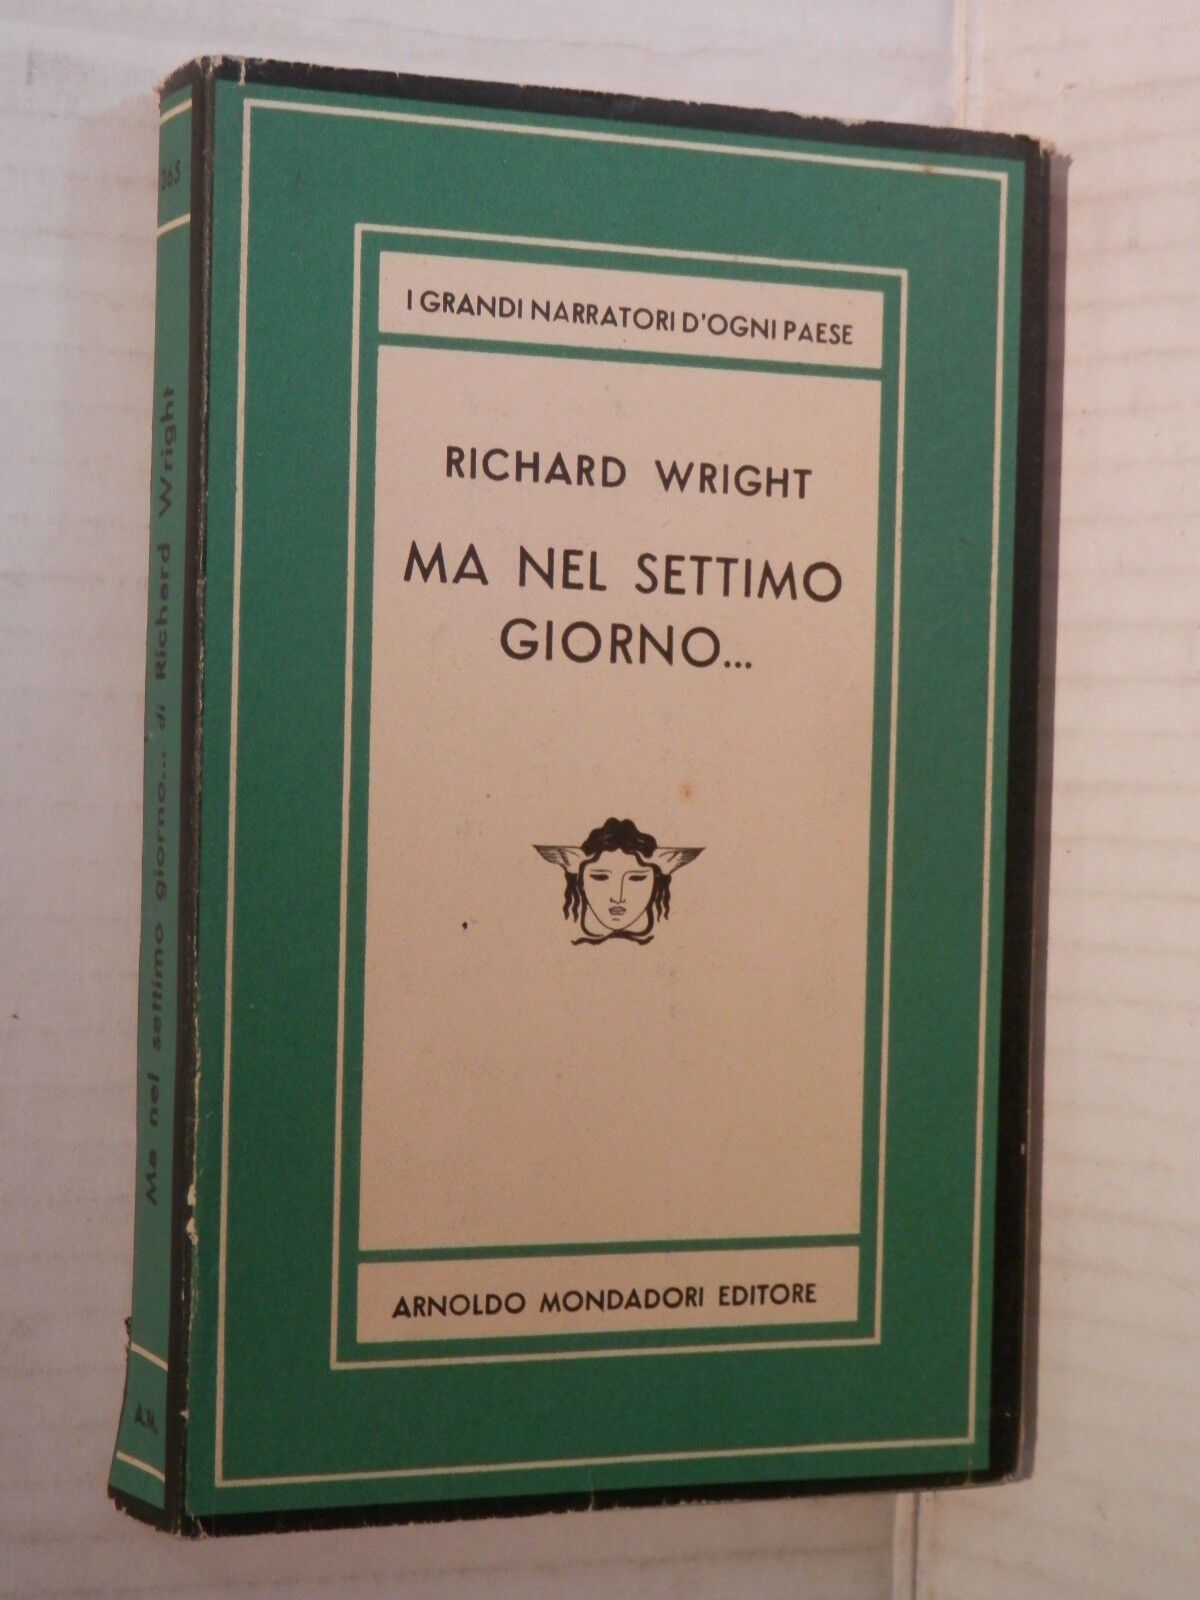 I GRANDI NARRATORI D'OGNI PAESE
RICHARD WRIGHT
MA NEL SETTIMO
GIORNO...
ARNOLDO MONDADORI EDITORE
Ma nel settimo giorno... di Richard Wright
A.M.